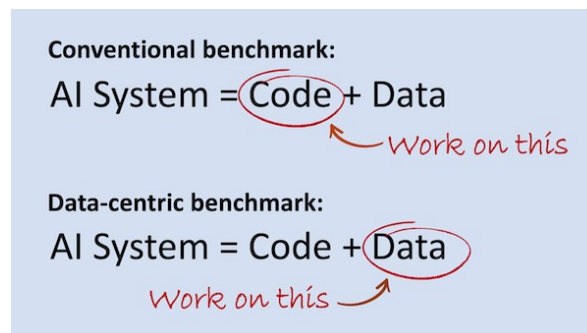 Conventional benchmark:
AI System = Code + Data
Work on this
Data-centric benchmark:
AI System = Code + Data
Work on this